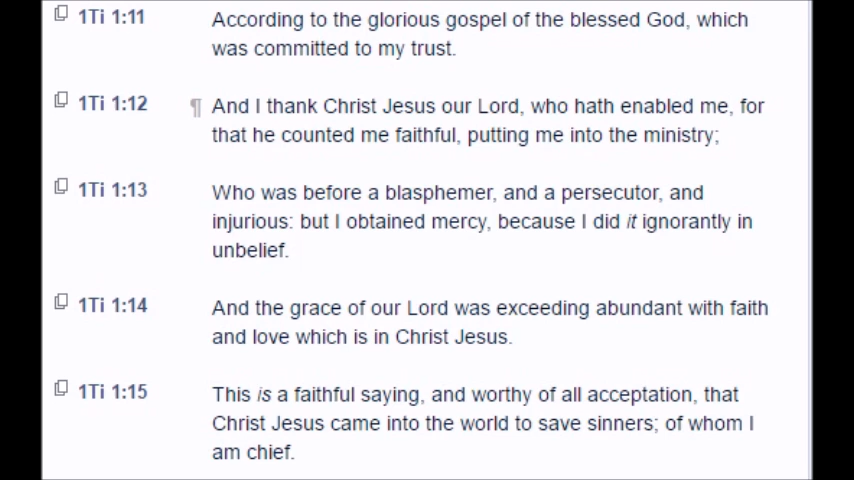 1Ti 1:11 According to the glorious gospel of the blessed God, which
was committed to my trust.
1Ti 1:12 ¶ And I thank Christ Jesus our Lord, who hath enabled me, for
that he counted me faithful, putting me into the ministry;
1Ti 1:13 Who was before a blasphemer, and a persecutor, and
injurious: but I obtained mercy, because I did it ignorantly in
unbelief.
1Ti 1:14 And the grace of our Lord was exceeding abundant with faith
and love which is in Christ Jesus.
1Ti 1:15 This is a faithful saying, and worthy of all acceptation, that
Christ Jesus came into the world to save sinners; of whom I
am chief.